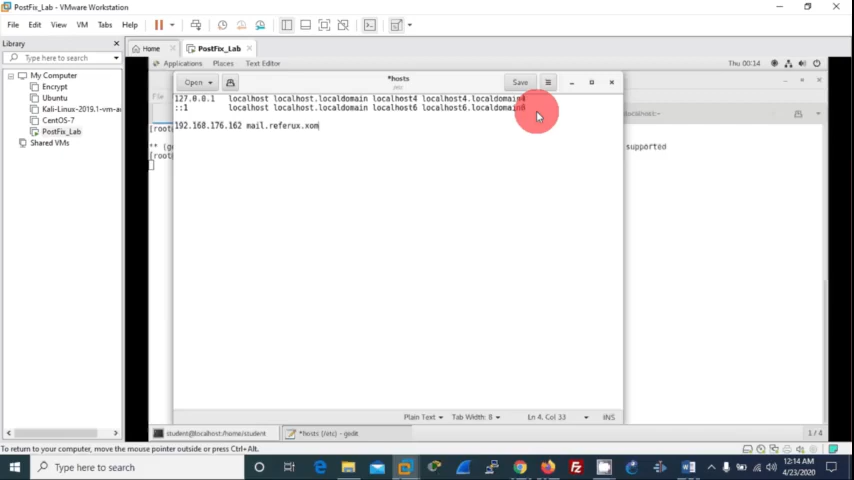 PostFix_Lab - VMware Workstation
File Edit View VM Tabs Help
Library
Type here to search
My Computer
Encrypt
Ubuntu
Kali-Linux-2019.1-vm-a
CentOS-7
PostFix_Lab
Shared VMs
Home
PostFix_Lab
Applications Places Text Editor
Thu 00:14
Open
*hosts
/etc
Save
127.0.0.1 localhost localhost.localdomain localhost4 localhost4.localdomain4
::1 localhost localhost.localdomain localhost6 localhost6.localdomain6
192.168.176.162 mail.referux.xom
File
localhost:~
[root
** (g
supported
[root
Plain Text Tab Width: 8 Ln 4, Col 33 INS
student@localhost:/home/student
*hosts (/etc) - gedit
1 / 4
To return to your computer, move the mouse pointer outside or press Ctrl+Alt.
Type here to search
12:14 AM
4/23/2020